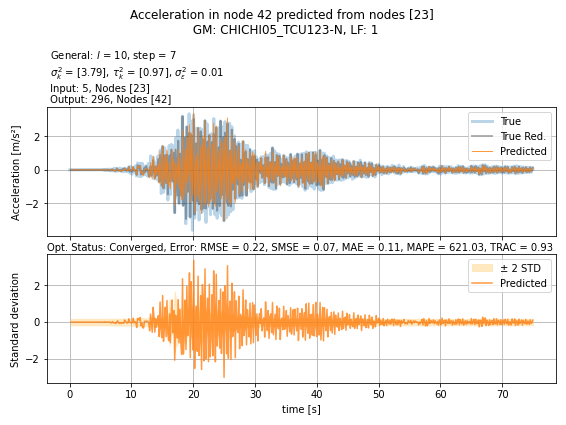 Acceleration in node 42 predicted from nodes [23]
GM: CHICHI05_TCU123-N, LF: 1
General: l = 10, step = 7
σ²ₖ = [3.79], τ²ₖ = [0.97], σ²ᵣ = 0.01
Input: 5, Nodes [23]
Output: 296, Nodes [42]
Acceleration [m/s²]
2
0
−2
True
True Red.
Predicted
Opt. Status: Converged, Error: RMSE = 0.22, SMSE = 0.07, MAE = 0.11, MAPE = 621.03, TRAC = 0.93
Standard deviation
2
0
−2
± 2 STD
Predicted
0 10 20 30 40 50 60 70
time [s]